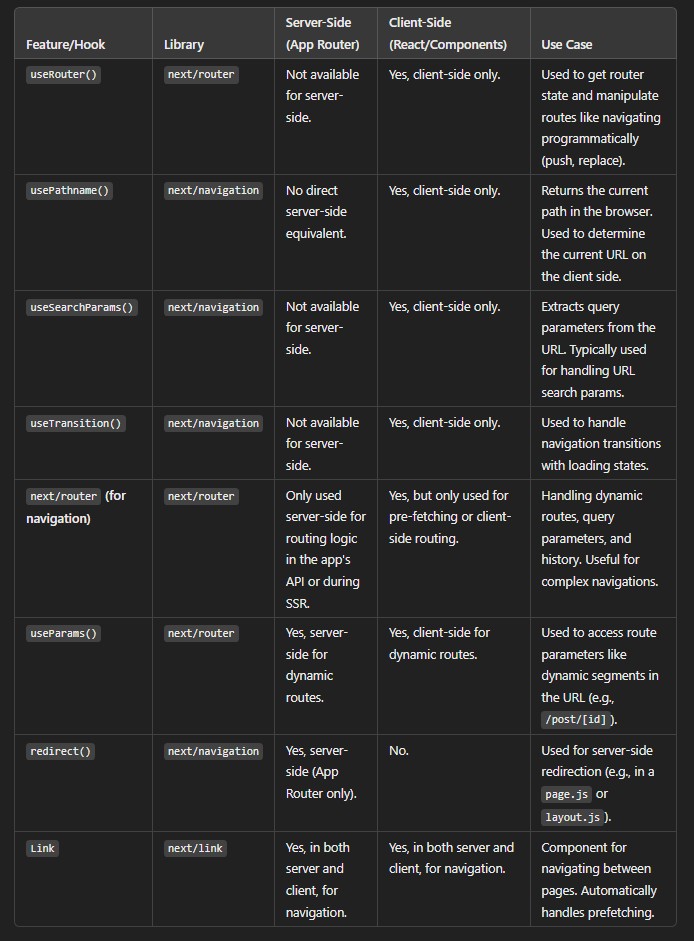 Feature/Hook
Library
Server-Side
(App Router)
Client-Side
(React/Components)
Use Case
useRouter()
next/router
Not available
for server-
side.
Yes, client-side only.
Used to get router
state and manipulate
routes like navigating
programmatically
(push, replace).
usePathname()
next/navigation
No direct
server-side
equivalent.
Yes, client-side only.
Returns the current
path in the browser.
Used to determine
the current URL on
the client side.
useSearchParams()
next/navigation
Not available
for server-
side.
Yes, client-side only.
Extracts query
parameters from the
URL. Typically used
for handling URL
search params.
useTransition()
next/navigation
Not available
for server-
side.
Yes, client-side only.
Used to handle
navigation transitions
with loading states.
next/router (for
navigation)
next/router
Only used
server-side for
routing logic
in the app's
API or during
SSR.
Yes, but only used for
pre-fetching or client-
side routing.
Handling dynamic
routes, query
parameters, and
history. Useful for
complex navigations.
useParams()
next/router
Yes, server-
side for
dynamic
routes.
Yes, client-side for
dynamic routes.
Used to access route
parameters like
dynamic segments in
the URL (e.g.,
/post/[id]).
redirect()
next/navigation
Yes, server-
side (App
Router only).
No.
Used for server-side
redirection (e.g., in a
page.js or
layout.js).
Link
next/link
Yes, in both
server and
client, for
navigation.
Yes, in both server and
client, for navigation.
Component for
navigating between
pages. Automatically
handles prefetching.